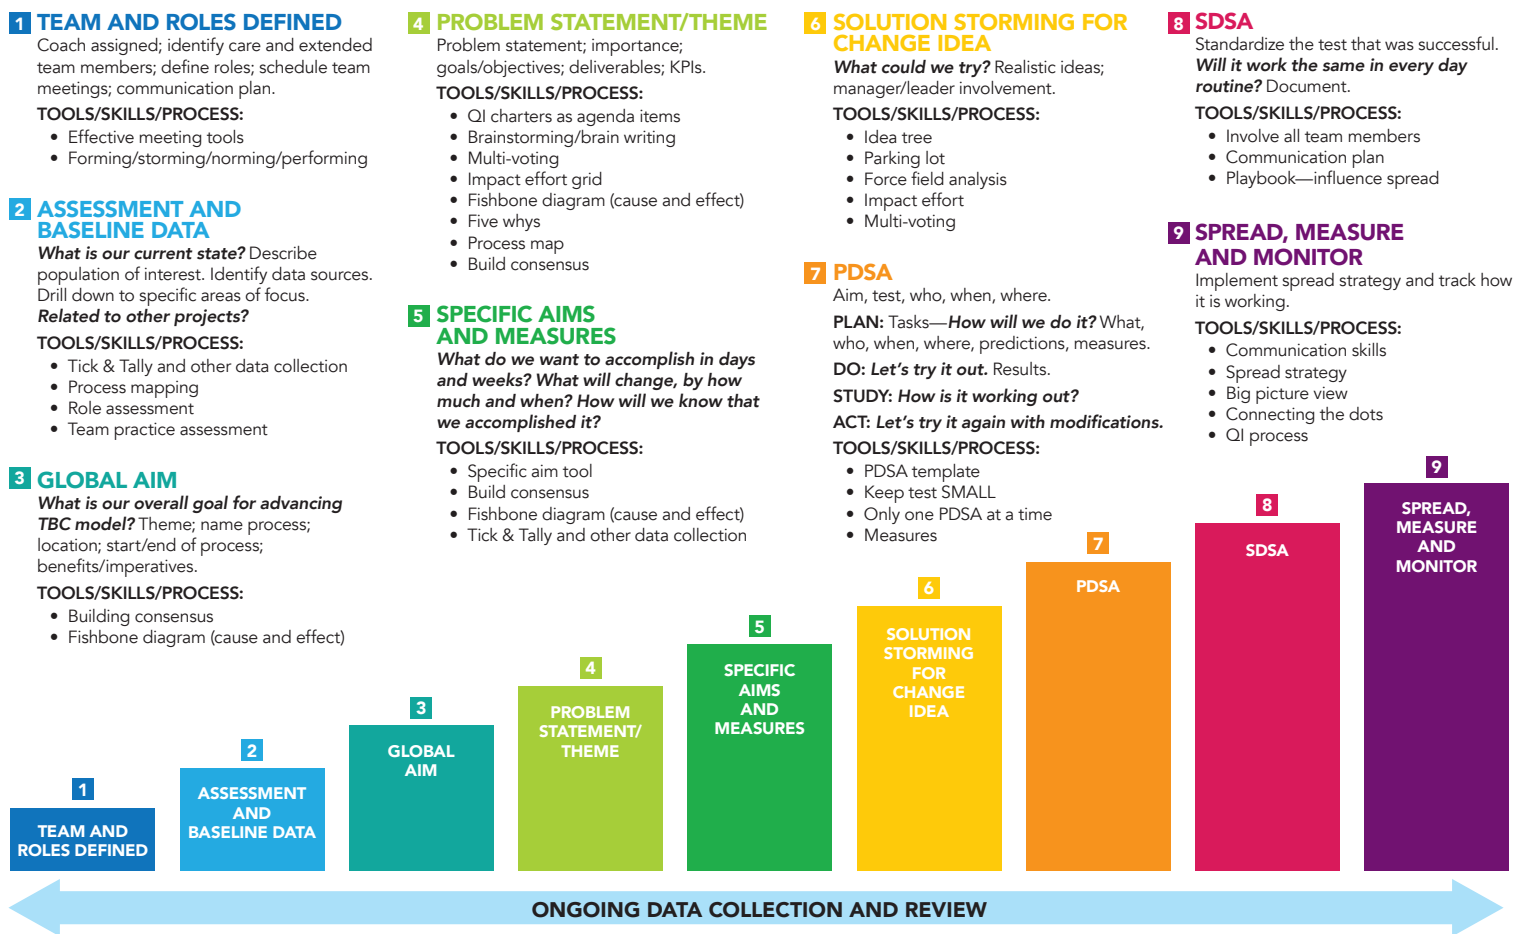 1 TEAM AND ROLES DEFINED
Coach assigned; identify care and extended
team members; define roles; schedule team
meetings; communication plan.
TOOLS/SKILLS/PROCESS:
• Effective meeting tools
• Forming/storming/norming/performing
2 ASSESSMENT AND
BASELINE DATA
What is our current state? Describe
population of interest. Identify data sources.
Drill down to specific areas of focus.
Related to other projects?
TOOLS/SKILLS/PROCESS:
• Tick & Tally and other data collection
• Process mapping
• Role assessment
• Team practice assessment
3 GLOBAL AIM
What is our overall goal for advancing
TBC model? Theme; name process;
location; start/end of process;
benefits/imperatives.
TOOLS/SKILLS/PROCESS:
• Building consensus
• Fishbone diagram (cause and effect)
4 PROBLEM STATEMENT/THEME
Problem statement; importance;
goals/objectives; deliverables; KPIs.
TOOLS/SKILLS/PROCESS:
• QI charters as agenda items
• Brainstorming/brain writing
• Multi-voting
• Impact effort grid
• Fishbone diagram (cause and effect)
• Five whys
• Process map
• Build consensus
5 SPECIFIC AIMS
AND MEASURES
What do we want to accomplish in days
and weeks? What will change, by how
much and when? How will we know that
we accomplished it?
TOOLS/SKILLS/PROCESS:
• Specific aim tool
• Build consensus
• Fishbone diagram (cause and effect)
• Tick & Tally and other data collection
6 SOLUTION STORMING FOR
CHANGE IDEA
What could we try? Realistic ideas;
manager/leader involvement.
TOOLS/SKILLS/PROCESS:
• Idea tree
• Parking lot
• Force field analysis
• Impact effort
• Multi-voting
7 PDSA
Aim, test, who, when, where.
PLAN: Tasks—How will we do it? What,
who, when, where, predictions, measures.
DO: Let's try it out. Results.
STUDY: How is it working out?
ACT: Let's try it again with modifications.
TOOLS/SKILLS/PROCESS:
• PDSA template
• Keep test SMALL
• Only one PDSA at a time
• Measures
8 SDSA
Standardize the test that was successful.
Will it work the same in every day
routine? Document.
TOOLS/SKILLS/PROCESS:
• Involve all team members
• Communication plan
• Playbook—influence spread
9 SPREAD, MEASURE
AND MONITOR
Implement spread strategy and track how
it is working.
TOOLS/SKILLS/PROCESS:
• Communication skills
• Spread strategy
• Big picture view
• Connecting the dots
• QI process
1
TEAM AND
ROLES DEFINED
2
ASSESSMENT
AND
BASELINE DATA
3
GLOBAL
AIM
4
PROBLEM
STATEMENT/
THEME
5
SPECIFIC
AIMS
AND
MEASURES
6
SOLUTION
STORMING
FOR
CHANGE
IDEA
7
PDSA
8
SDSA
9
SPREAD,
MEASURE
AND
MONITOR
ONGOING DATA COLLECTION AND REVIEW